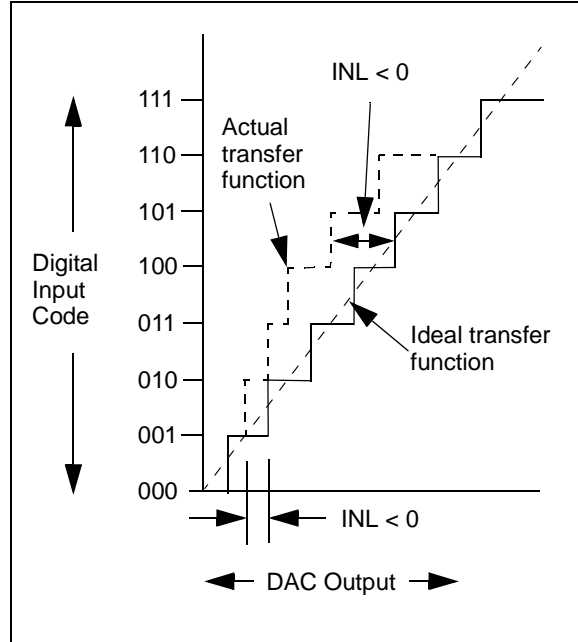 INL < 0
111
Actual
transfer
function
110
101
Digital
Input
Code
100
011
Ideal transfer
function
010
001
000
INL < 0
DAC Output